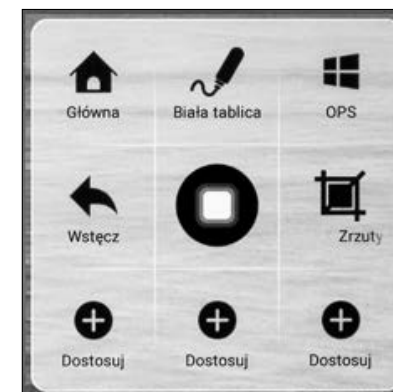 Główna
Biała tablica
OPS
Wstęcz
Zrzuty
Dostosuj
Dostosuj
Dostosuj